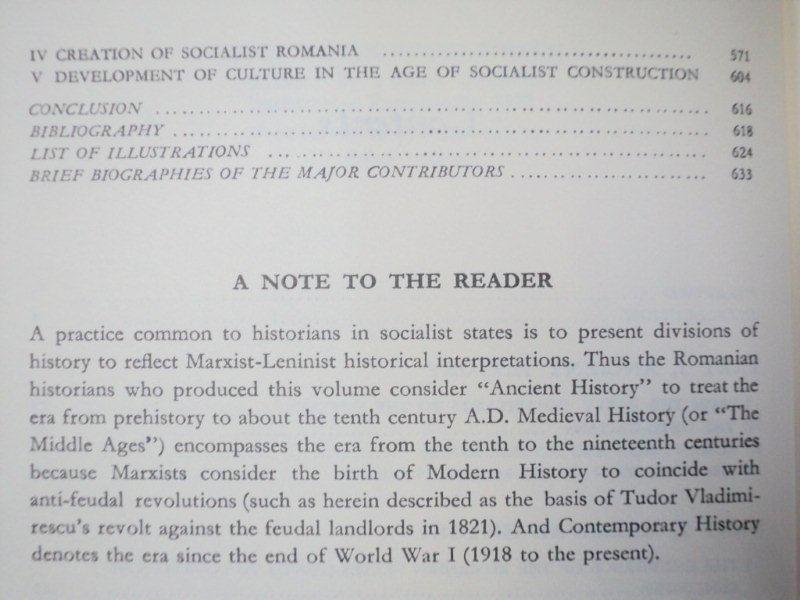 IV CREATION OF SOCIALIST ROMANIA ........................................ 571
V DEVELOPMENT OF CULTURE IN THE AGE OF SOCIALIST CONSTRUCTION 604
CONCLUSION ........................................................ 616
BIBLIOGRAPHY ...................................................... 618
LIST OF ILLUSTRATIONS ............................................. 624
BRIEF BIOGRAPHIES OF THE MAJOR CONTRIBUTORS ........................ 633
A NOTE TO THE READER
A practice common to historians in socialist states is to present divisions of
history to reflect Marxist-Leninist historical interpretations. Thus the Romanian
historians who produced this volume consider “Ancient History” to treat the
era from prehistory to about the tenth century A.D. Medieval History (or “The
Middle Ages”) encompasses the era from the tenth to the nineteenth centuries
because Marxists consider the birth of Modern History to coincide with
anti-feudal revolutions (such as herein described as the basis of Tudor Vladimi-
rescu's revolt against the feudal landlords in 1821). And Contemporary History
denotes the era since the end of World War I (1918 to the present).